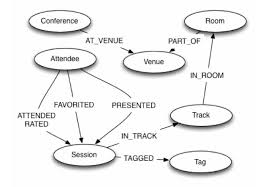 Conference
Room
AT_VENUE
PART_OF
Attendee
Venue
IN_ROOM
ATTENDED
RATED
FAVORITED
PRESENTED
Track
IN_TRACK
Session
TAGGED
Tag